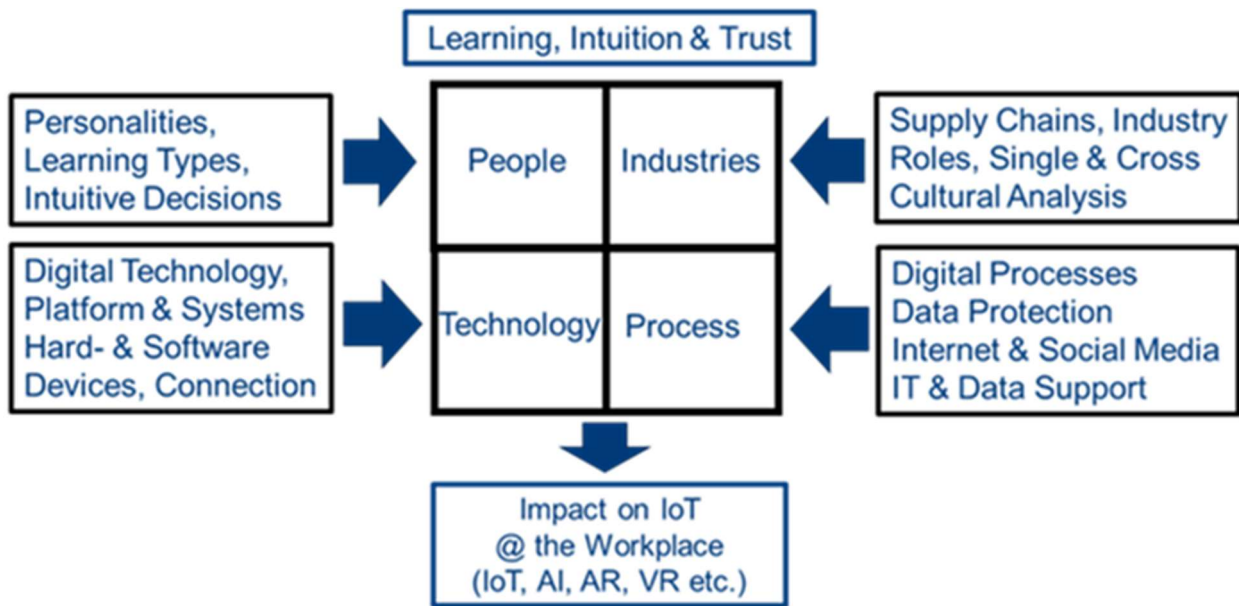 Learning, Intuition & Trust
Personalities,
Learning Types,
Intuitive Decisions
People
Industries
Supply Chains, Industry
Roles, Single & Cross
Cultural Analysis
Digital Technology,
Platform & Systems
Hard- & Software
Devices, Connection
Technology
Process
Digital Processes
Data Protection
Internet & Social Media
IT & Data Support
Impact on IoT
@ the Workplace
(IoT, AI, AR, VR etc.)